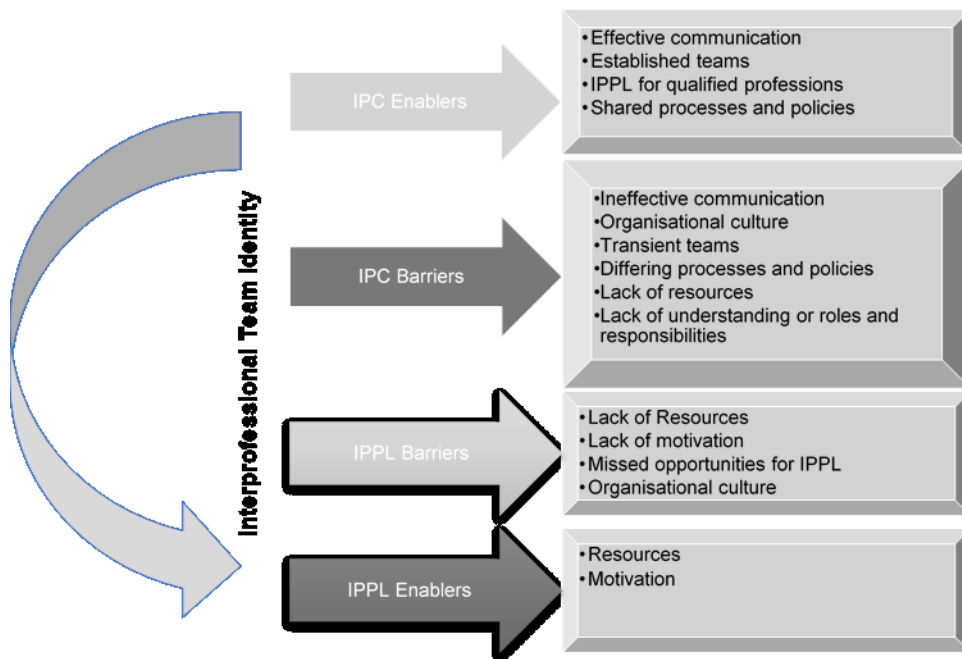 Interprofessional Team Identity
IPC Enablers
•Effective communication
•Established teams
•IPPL for qualified professions
•Shared processes and policies
IPC Barriers
•Ineffective communication
•Organisational culture
•Transient teams
•Differing processes and policies
•Lack of resources
•Lack of understanding or roles and
responsibilities
IPPL Barriers
•Lack of Resources
•Lack of motivation
•Missed opportunities for IPPL
•Organisational culture
IPPL Enablers
•Resources
•Motivation